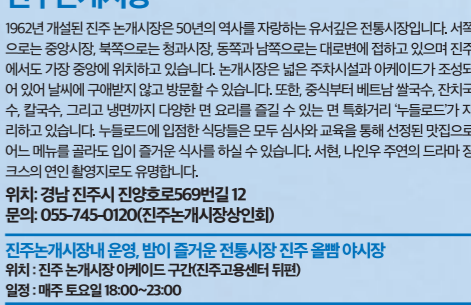 진주 논개시장
1962년 개설된 진주 논개시장은 50년의 역사를 자랑하는 유서깊은 전통시장입니다. 서쪽
으로는 중앙시장, 북쪽으로는 청과시장, 동쪽과 남쪽으로는 대로변에 접하고 있으며 진주
에서도 가장 중앙에 위치하고 있습니다. 논개시장은 넓은 주차시설과 아케이드가 조성되
어 있어 날씨에 구애받지 않고 방문할 수 있습니다. 또한, 중식부터 베트남 쌀국수, 잔치국
수, 칼국수, 그리고 냉면까지 다양한 면 요리를 즐길 수 있는 면 특화거리 '누들로드'가 자
리하고 있습니다. 누들로드에 입점한 식당들은 모두 심사와 교육을 통해 선정된 맛집으로
어느 메뉴를 골라도 입이 즐거운 식사를 하실 수 있습니다. 서현, 나인우 주연의 드라마 징
크스의 연인 촬영지로도 유명합니다.
위치: 경남 진주시 진양호로569번길 12
문의: 055-745-0120(진주논개시장상인회)
진주논개시장내 운영, 밤이 즐거운 전통시장 진주 올빰 야시장
위치 : 진주 논개시장 아케이드 구간(진주고용센터 뒤편)
일정 : 매주 토요일 18:00~23:00